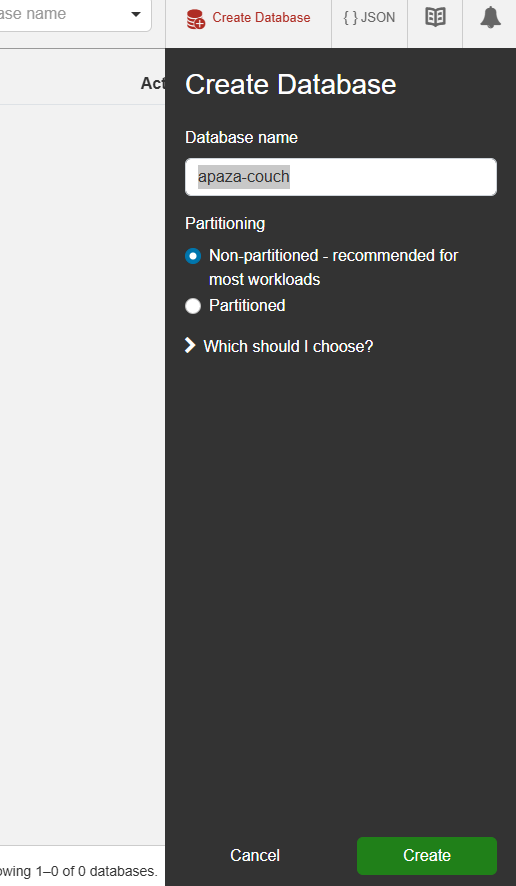 ase name
Create Database
{ } JSON
Act
Create Database
Database name
apaza-couch
Partitioning
Non-partitioned - recommended for
most workloads
Partitioned
Which should I choose?
owing 1–0 of 0 databases.
Cancel
Create